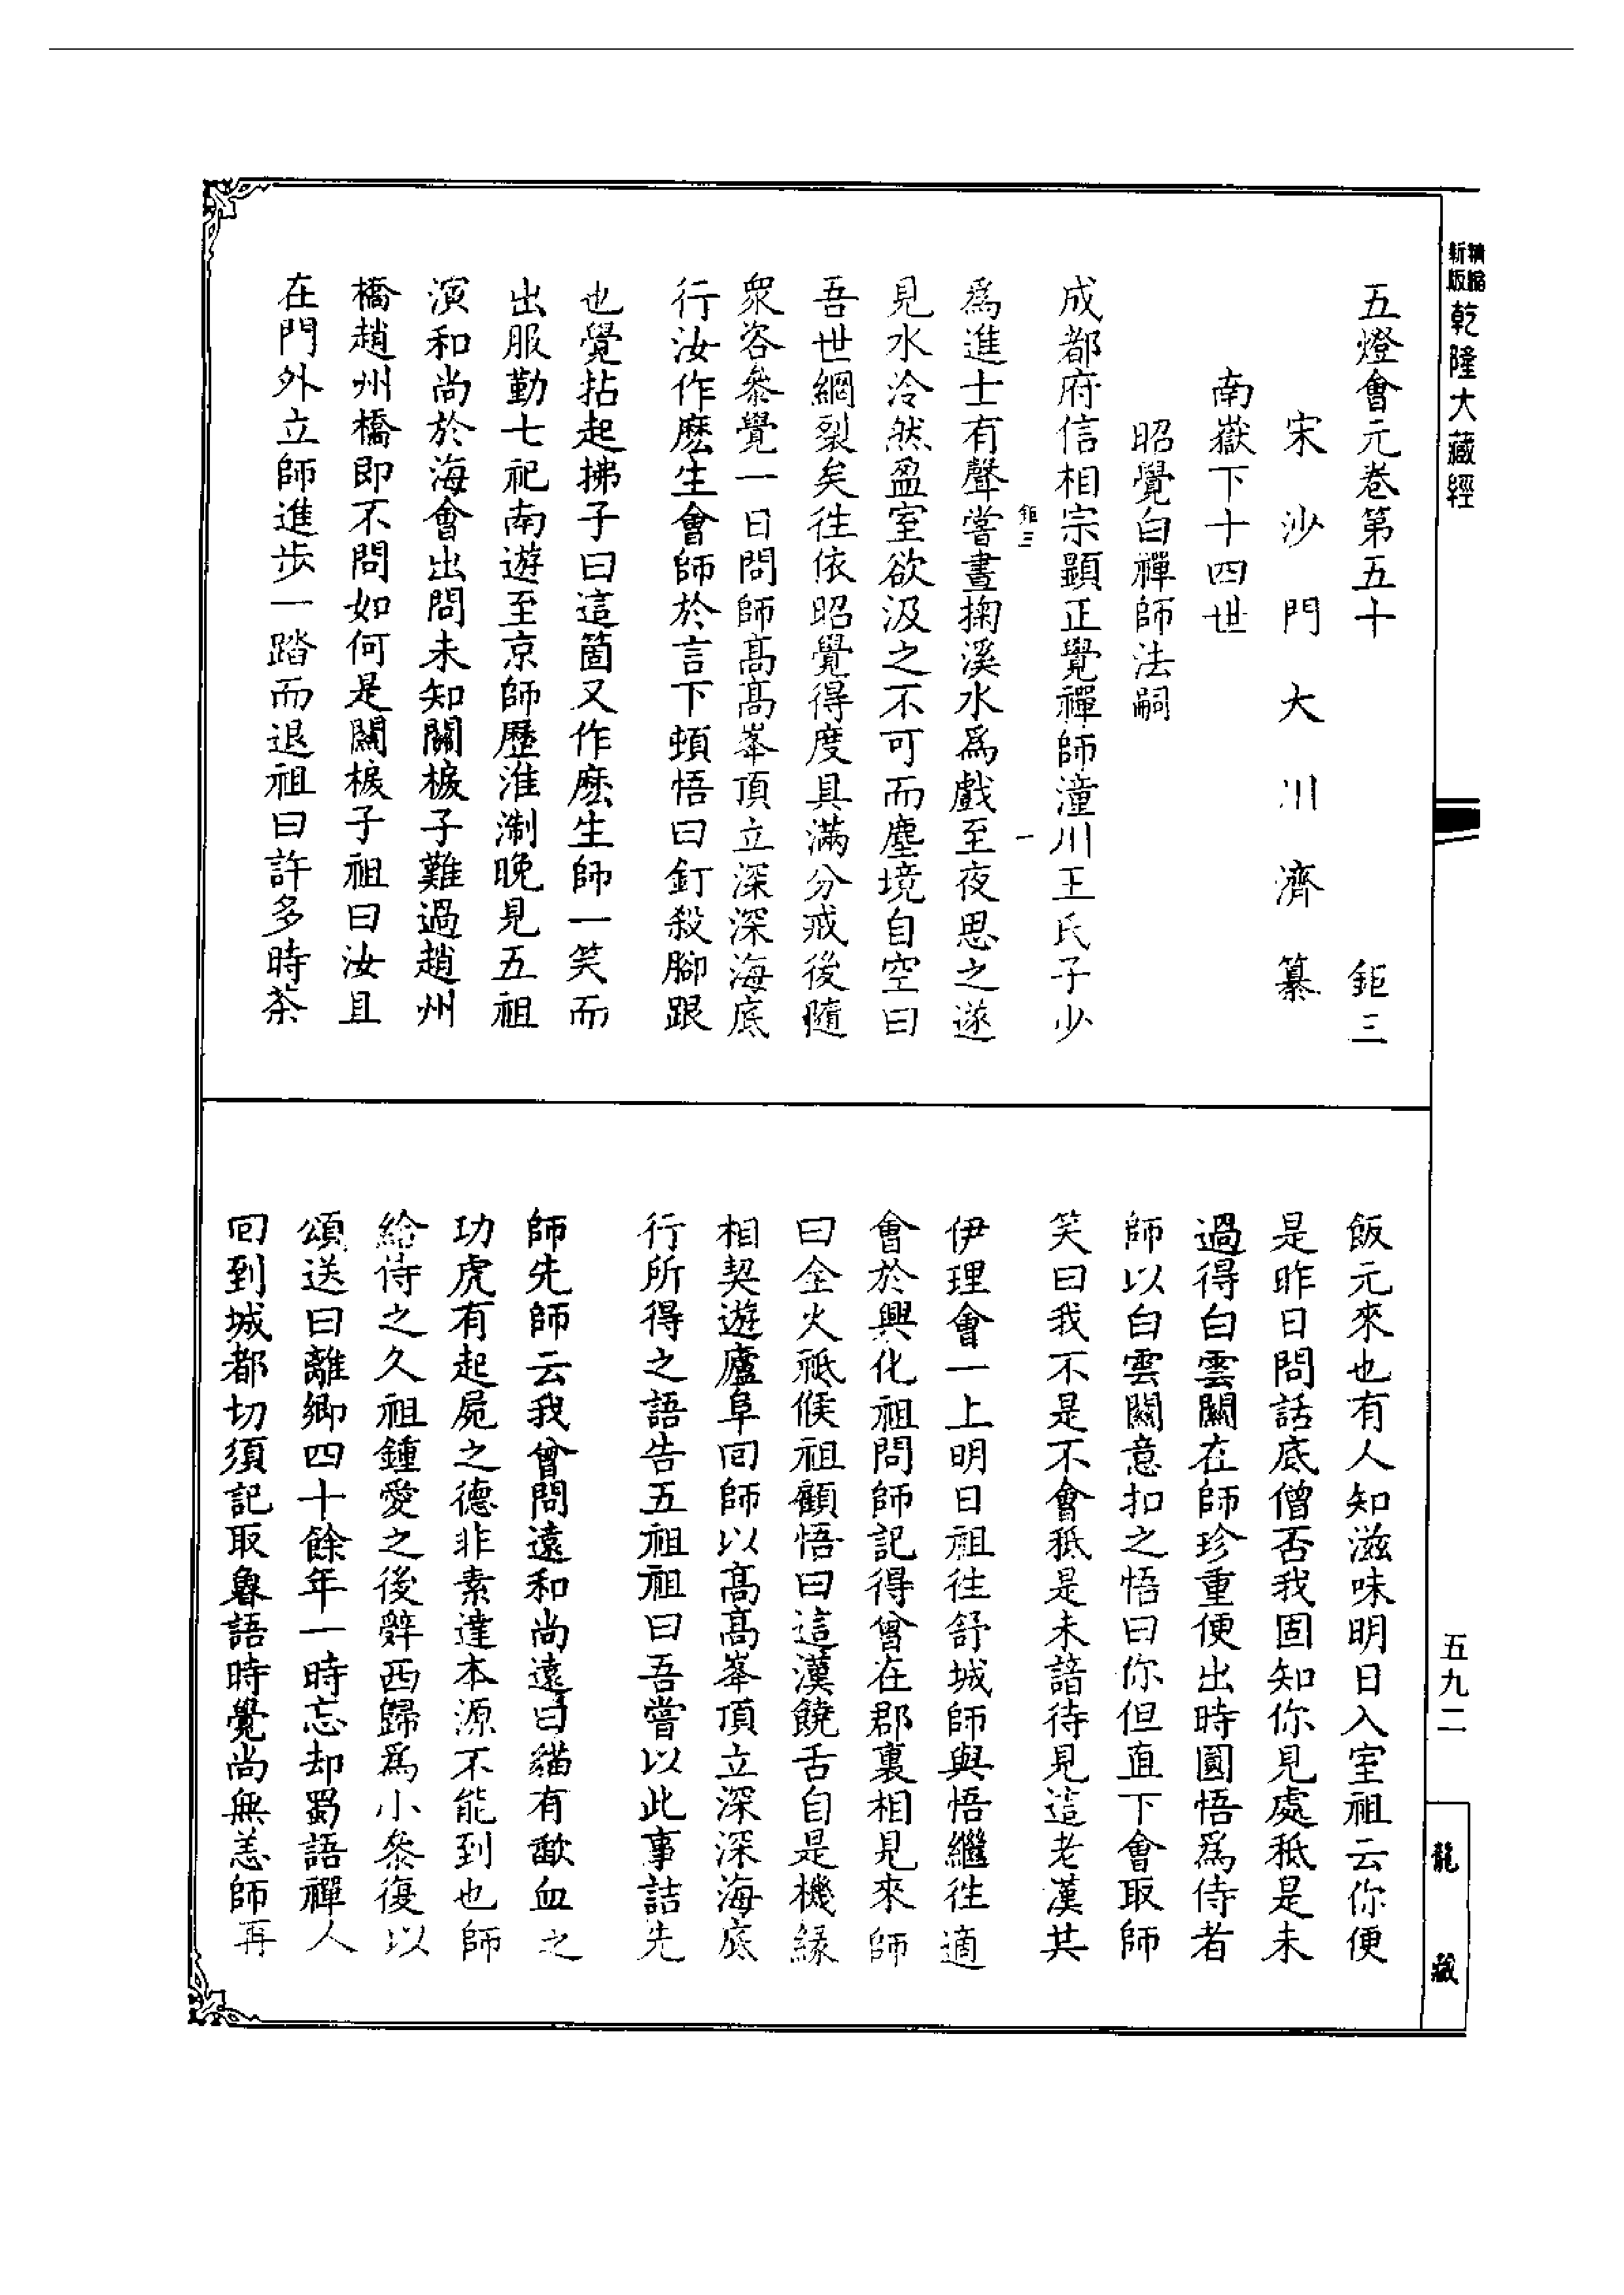 新精
版縮
乾隆大藏經
五燈會元卷第五十 鉅三
宋沙門大川濟纂
南嶽下十四世
昭覺白禪師法嗣
成都府信相宗顯正覺禪師潼川王氏子少
鉅三 一
爲進士有聲嘗晝掬溪水爲戲至夜思之遂
見水泠然盈室欲汲之不可而塵境自空曰
吾世綱裂矣往依昭覺得度具滿分戒後隨
眾咨參覺一日問師高高峯頂立深深海底
行汝作麽生會師於言下頓悟曰釘殺腳跟
也覺拈起拂子曰這箇又作麽生師一笑而
出服勤七祀南遊至京師歷淮淛晚見五祖
演和尚於海會出問未知關棙子難過趙州
橋趙州橋即不問如何是關棙子祖曰汝且
在門外立師進步一踏而退祖曰許多時茶
飯元來也有人知滋味明日入室祖云你便
是昨日問話底僧否我固知你見處秖是未
過得白雲關在師珍重便出時圜悟爲侍者
師以白雲關意扣之悟曰你但直下會取師
笑曰我不是不會秖是未諳待見這老漢共
伊理會一上明日祖往舒城師與悟繼往適
會於興化祖問師記得曾在郡裏相見來師
曰全火祇候祖顧悟曰這漢饒舌自是機緣
相契遊廬阜回師以高高峯頂立深深海底
行所得之語告五祖祖曰吾嘗以此事詰先
師先師云我曾問遠和尚遠曰貓有歃血之
功虎有起屍之德非素達本源不能到也師
給侍之久祖鍾愛之後辭西歸爲小參復以
頌送曰離鄉四十餘年一時忘却蜀語禪人
回到城都切須記取魯語時覺尚無恙師再
五九二
龍藏